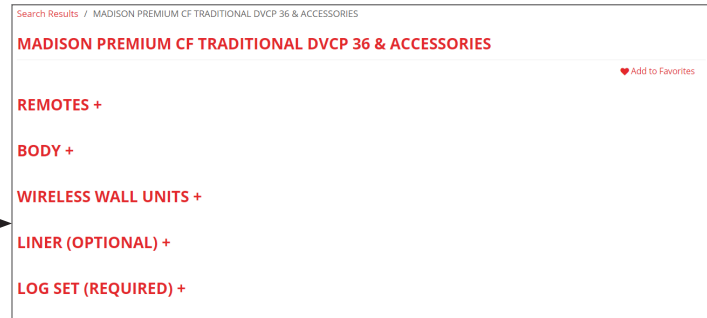 Search Results / MADISON PREMIUM CF TRADITIONAL DVCP 36 & ACCESSORIES
MADISON PREMIUM CF TRADITIONAL DVCP 36 & ACCESSORIES
Add to Favorites
REMOTES +
BODY +
WIRELESS WALL UNITS +
LINER (OPTIONAL) +
LOG SET (REQUIRED) +